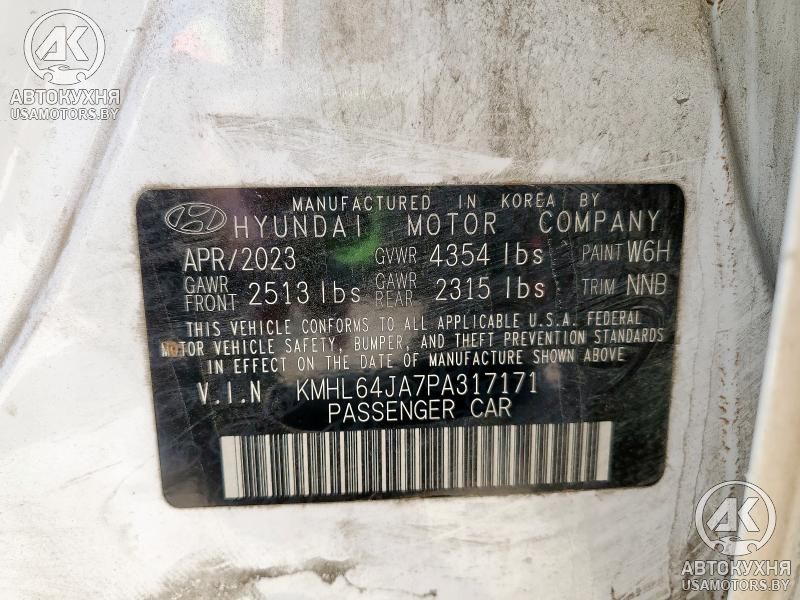 АК
АВТОКУХНЯ
USAMOTORS.BY
MANUFACTURED IN KOREA BY
HYUNDAI MOTOR COMPANY
APR/2023 GVWR 4354 lbs PAINT W6H
GAWR FRONT 2513 lbs GAWR REAR 2315 lbs TRIM NNB
THIS VEHICLE CONFORMS TO ALL APPLICABLE U.S.A. FEDERAL
MOTOR VEHICLE SAFETY, BUMPER, AND THEFT PREVENTION STANDARDS
IN EFFECT ON THE DATE OF MANUFACTURE SHOWN ABOVE
V.I.N KMHL64JA7PA317171
PASSENGER CAR
АК
АВТОКУХНЯ
USAMOTORS.BY